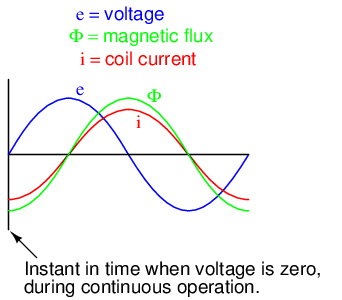 e = voltage
Φ = magnetic flux
i = coil current
e
Φ
i
Instant in time when voltage is zero,
during continuous operation.